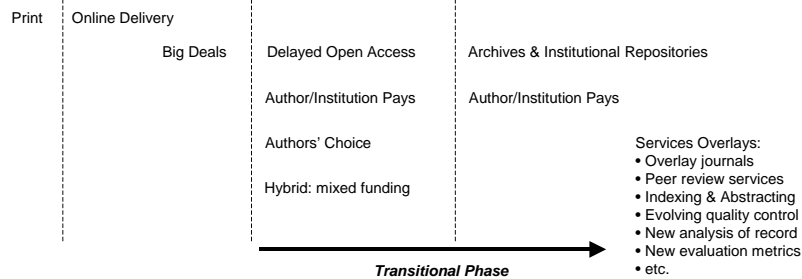 Print
Online Delivery
Big Deals
Delayed Open Access
Archives & Institutional Repositories
Author/Institution Pays
Author/Institution Pays
Authors' Choice
Hybrid: mixed funding
Services Overlays:
• Overlay journals
• Peer review services
• Indexing & Abstracting
• Evolving quality control
• New analysis of record
• New evaluation metrics
• etc.
Transitional Phase